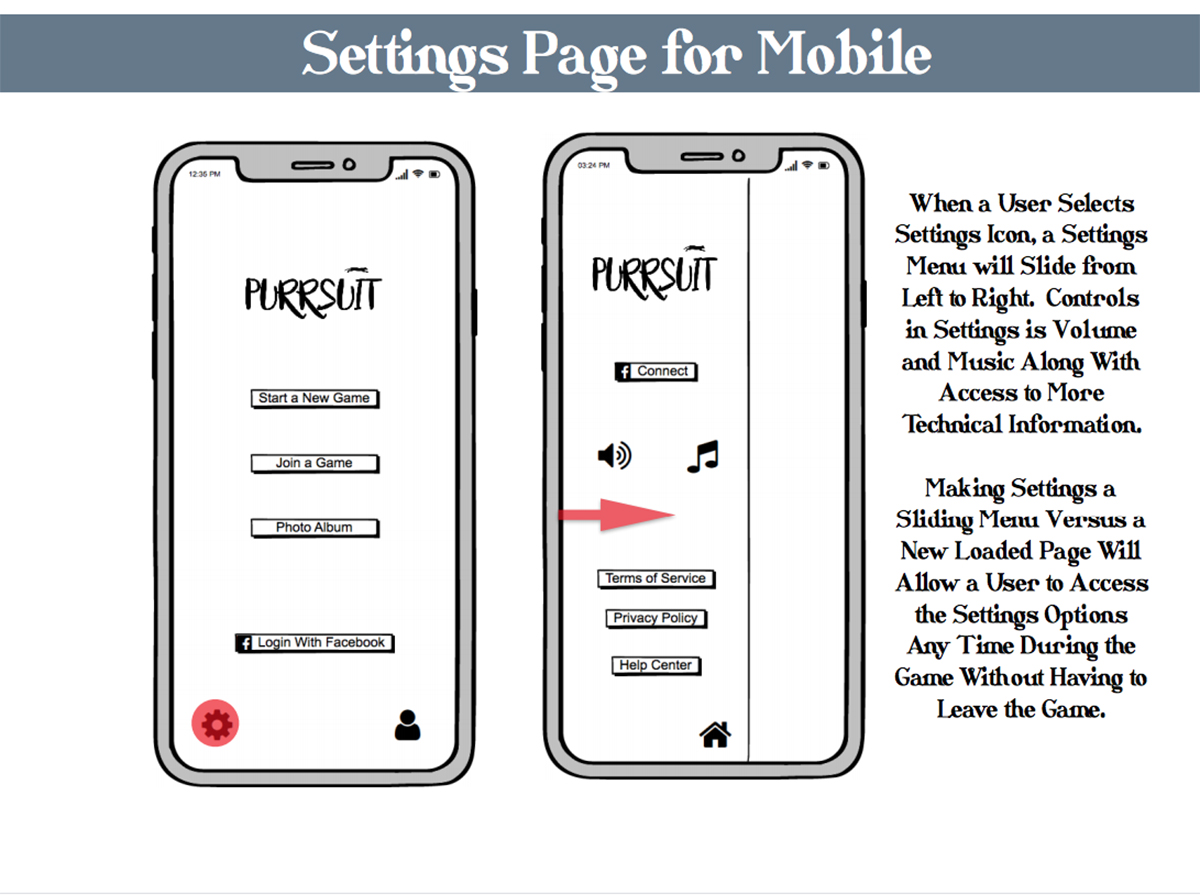 Settings Page for Mobile
12:35 PM
PURRSUIT
Start a New Game
Join a Game
Photo Album
f Login With Facebook
03:24 PM
PURRSUIT
f Connect
Terms of Service
Privacy Policy
Help Center
When a User Selects
Settings Icon, a Settings
Menu will Slide from
Left to Right. Controls
in Settings is Volume
and Music Along With
Access to More
Technical Information.
Making Settings a
Sliding Menu Versus a
New Loaded Page Will
Allow a User to Access
the Settings Options
Any Time During the
Game Without Having to
Leave the Game.